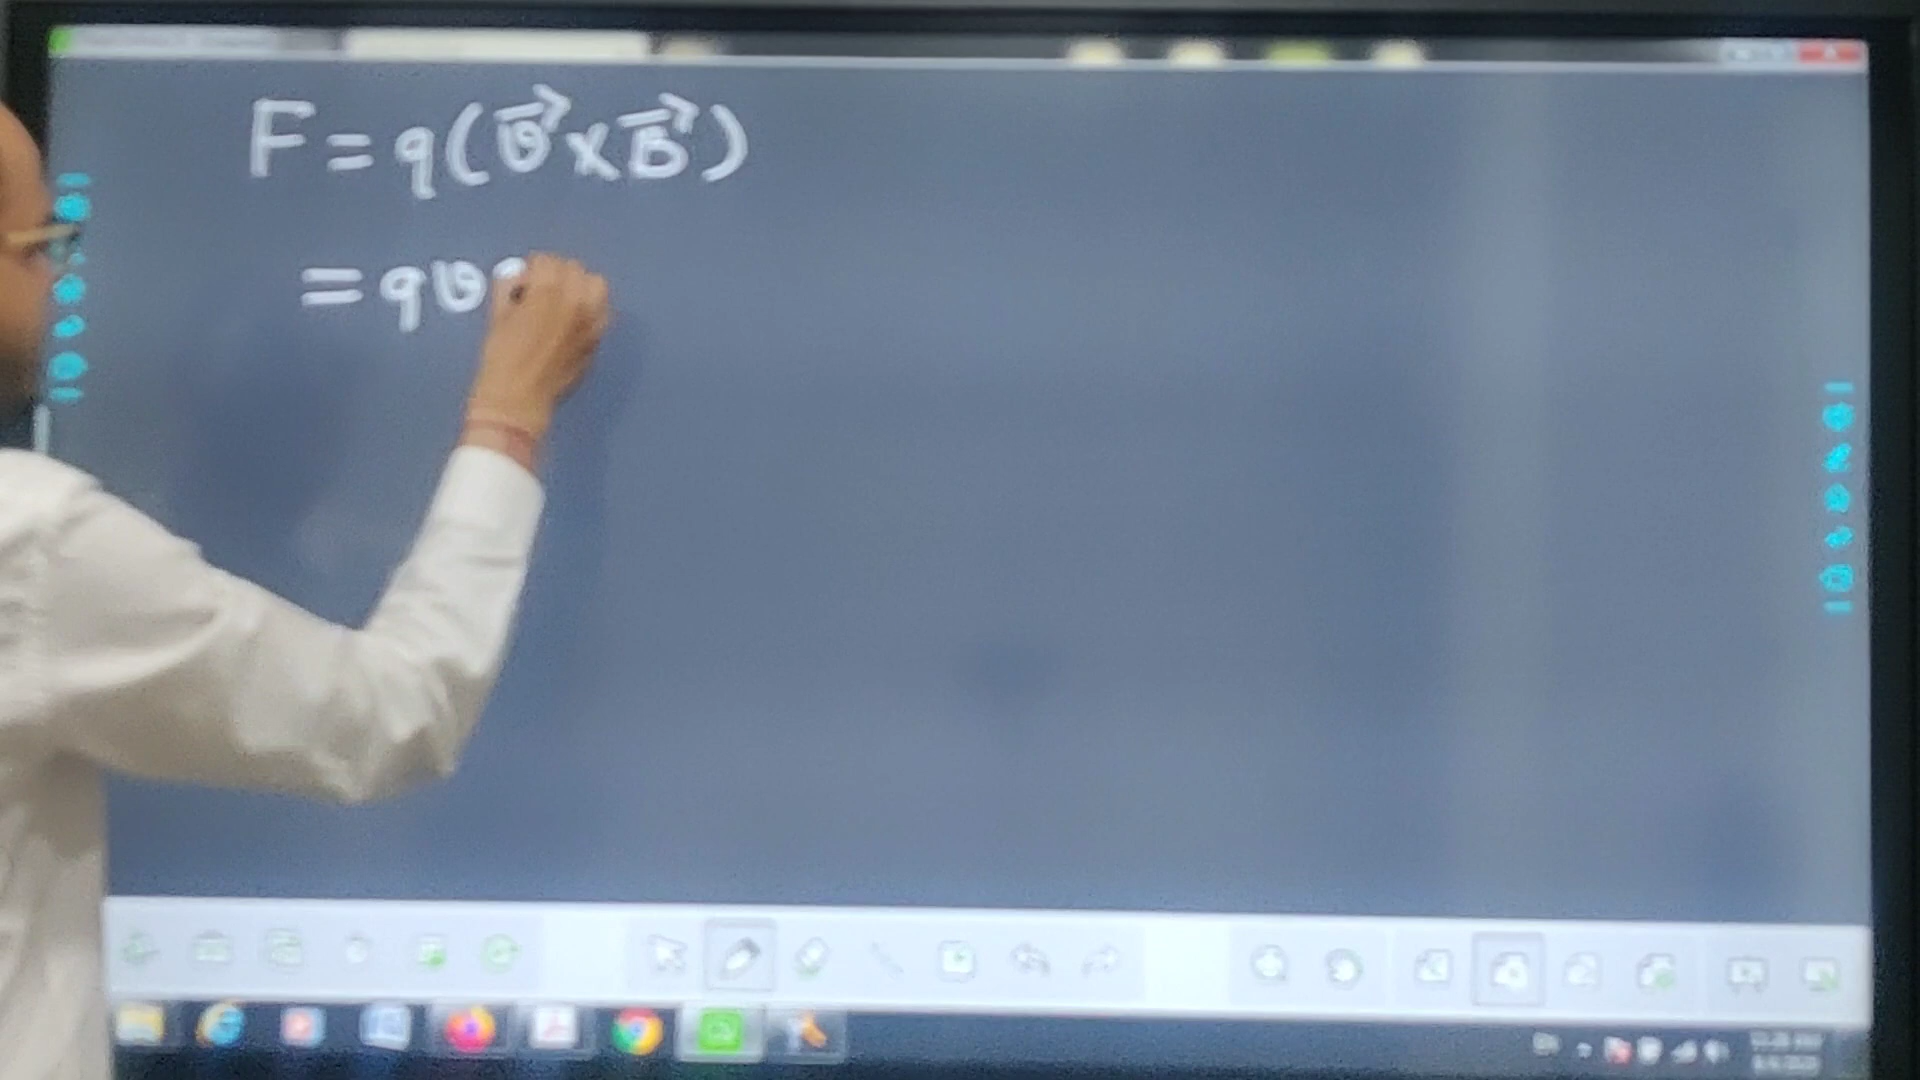 F = q(v⃗ × B⃗)
= qv